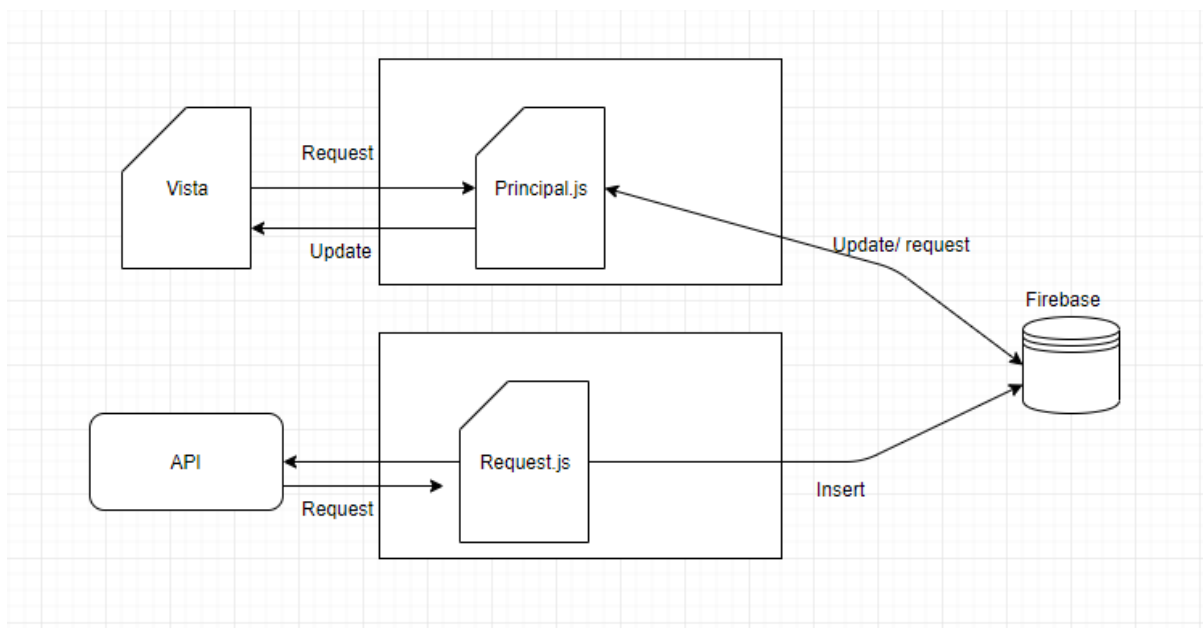 Request
Vista
Principal.js
Update
Update/ request
Firebase
API
Request.js
Request
Insert